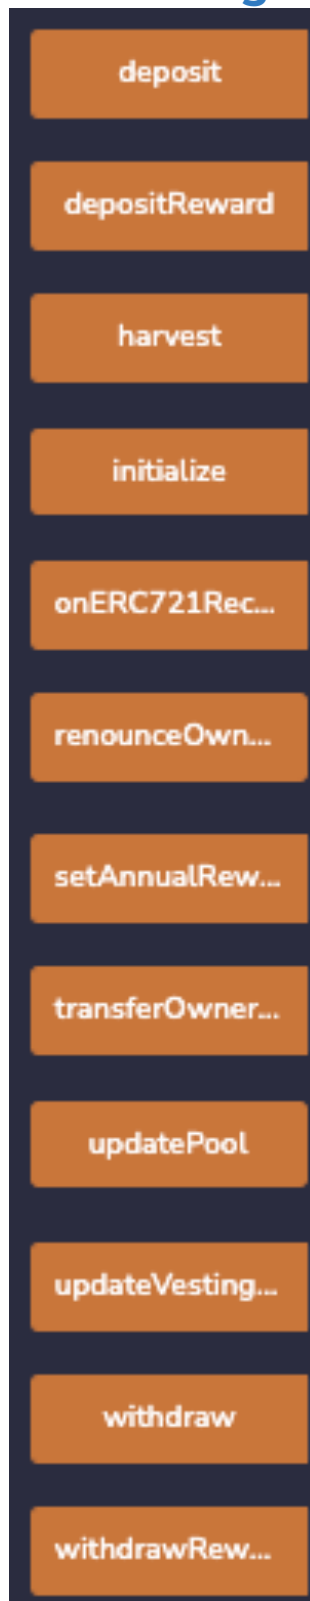 deposit
depositReward
harvest
initialize
onERC721Rec...
renounceOwn...
setAnnualRew...
transferOwner...
updatePool
updateVesting...
withdraw
withdrawRew...